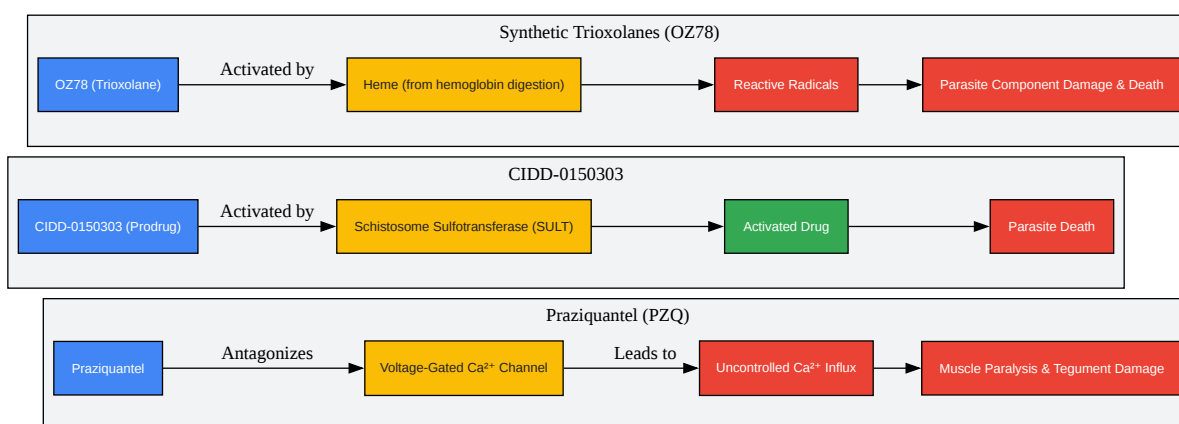 Synthetic Trioxolanes (OZ78)
OZ78 (Trioxolane)
Activated by
Heme (from hemoglobin digestion)
Reactive Radicals
Parasite Component Damage & Death
CIDD-0150303
CIDD-0150303 (Prodrug)
Activated by
Schistosome Sulfotransferase (SULT)
Activated Drug
Parasite Death
Praziquantel (PZQ)
Praziquantel
Antagonizes
Voltage-Gated Ca²⁺ Channel
Leads to
Uncontrolled Ca²⁺ Influx
Muscle Paralysis & Tegument Damage